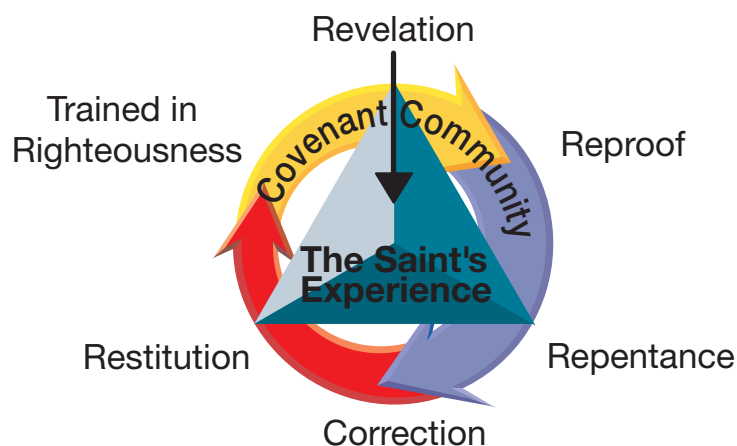 Revelation
Trained in
Righteousness
Covenant Community
Reproof
The Saint's
Experience
Restitution
Repentance
Correction